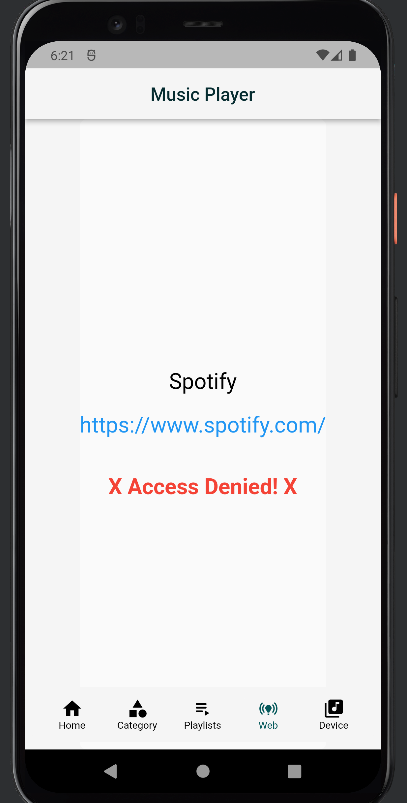 6:21
Music Player
Spotify
https://www.spotify.com/
X Access Denied! X
Home Category Playlists Web Device